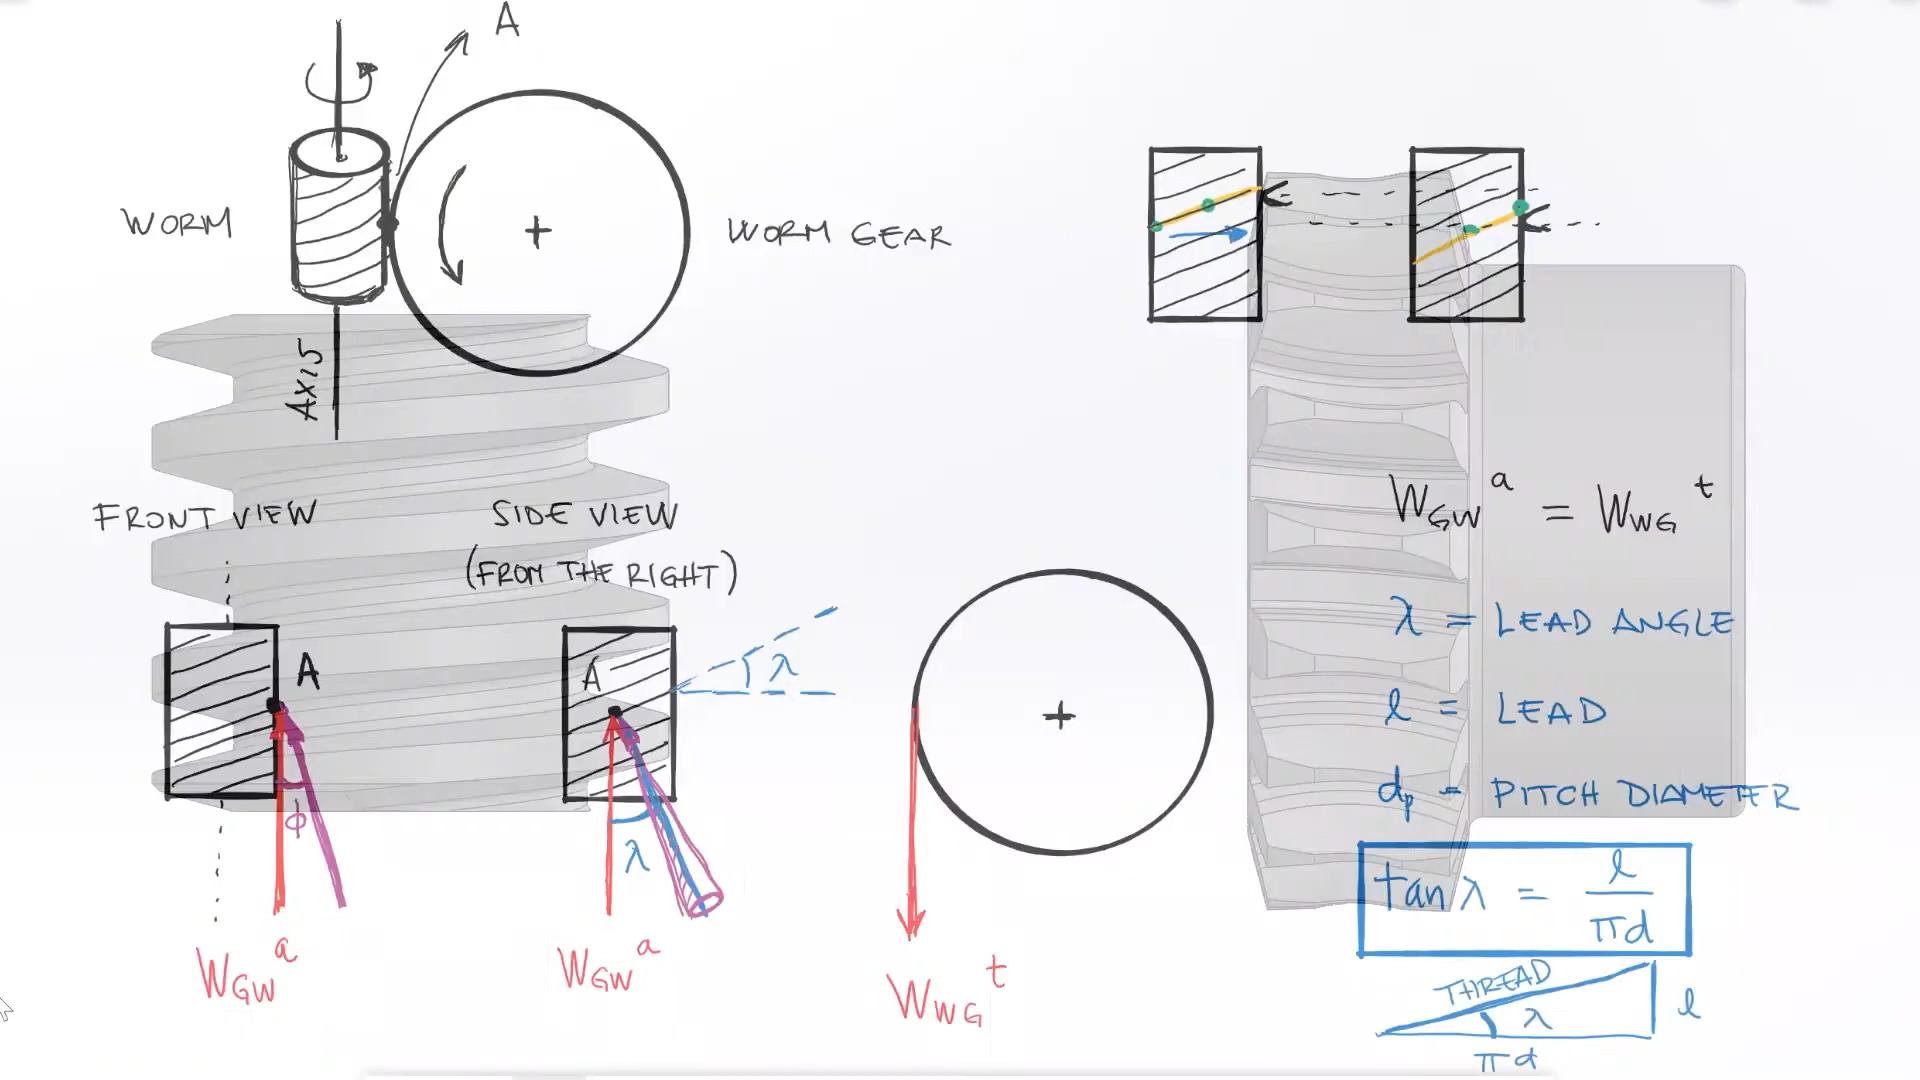 A
WORM
WORM GEAR
AXIS
FRONT VIEW
SIDE VIEW
(FROM THE RIGHT)
A
A
λ
ϕ
λ
W_GW^a
W_GW^a
W_WG^t
W_GW^a = W_WG^t
λ = LEAD ANGLE
l = LEAD
d_p = PITCH DIAMETER
tan λ = l / πd
THREAD
λ
l
πd